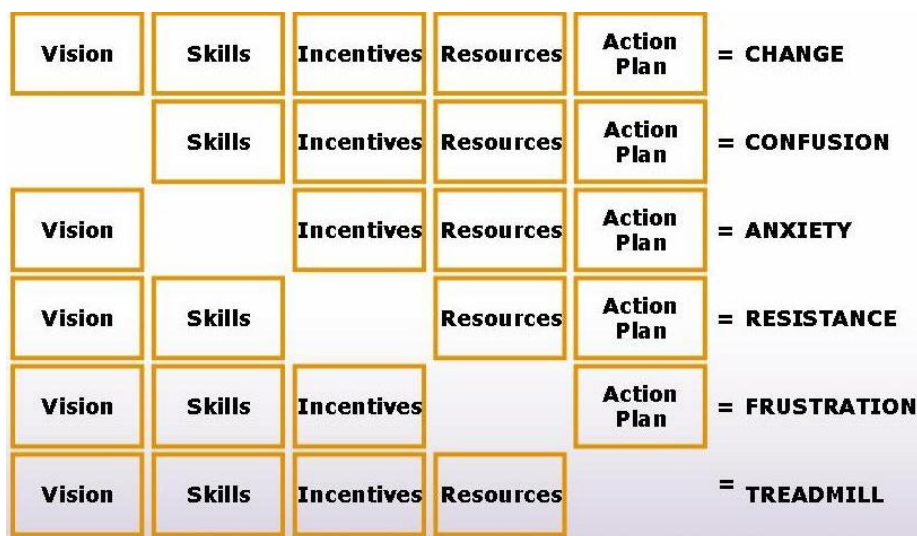 Vision Skills Incentives Resources Action Plan = CHANGE
Skills Incentives Resources Action Plan = CONFUSION
Vision Incentives Resources Action Plan = ANXIETY
Vision Skills Resources Action Plan = RESISTANCE
Vision Skills Incentives Action Plan = FRUSTRATION
Vision Skills Incentives Resources = TREADMILL